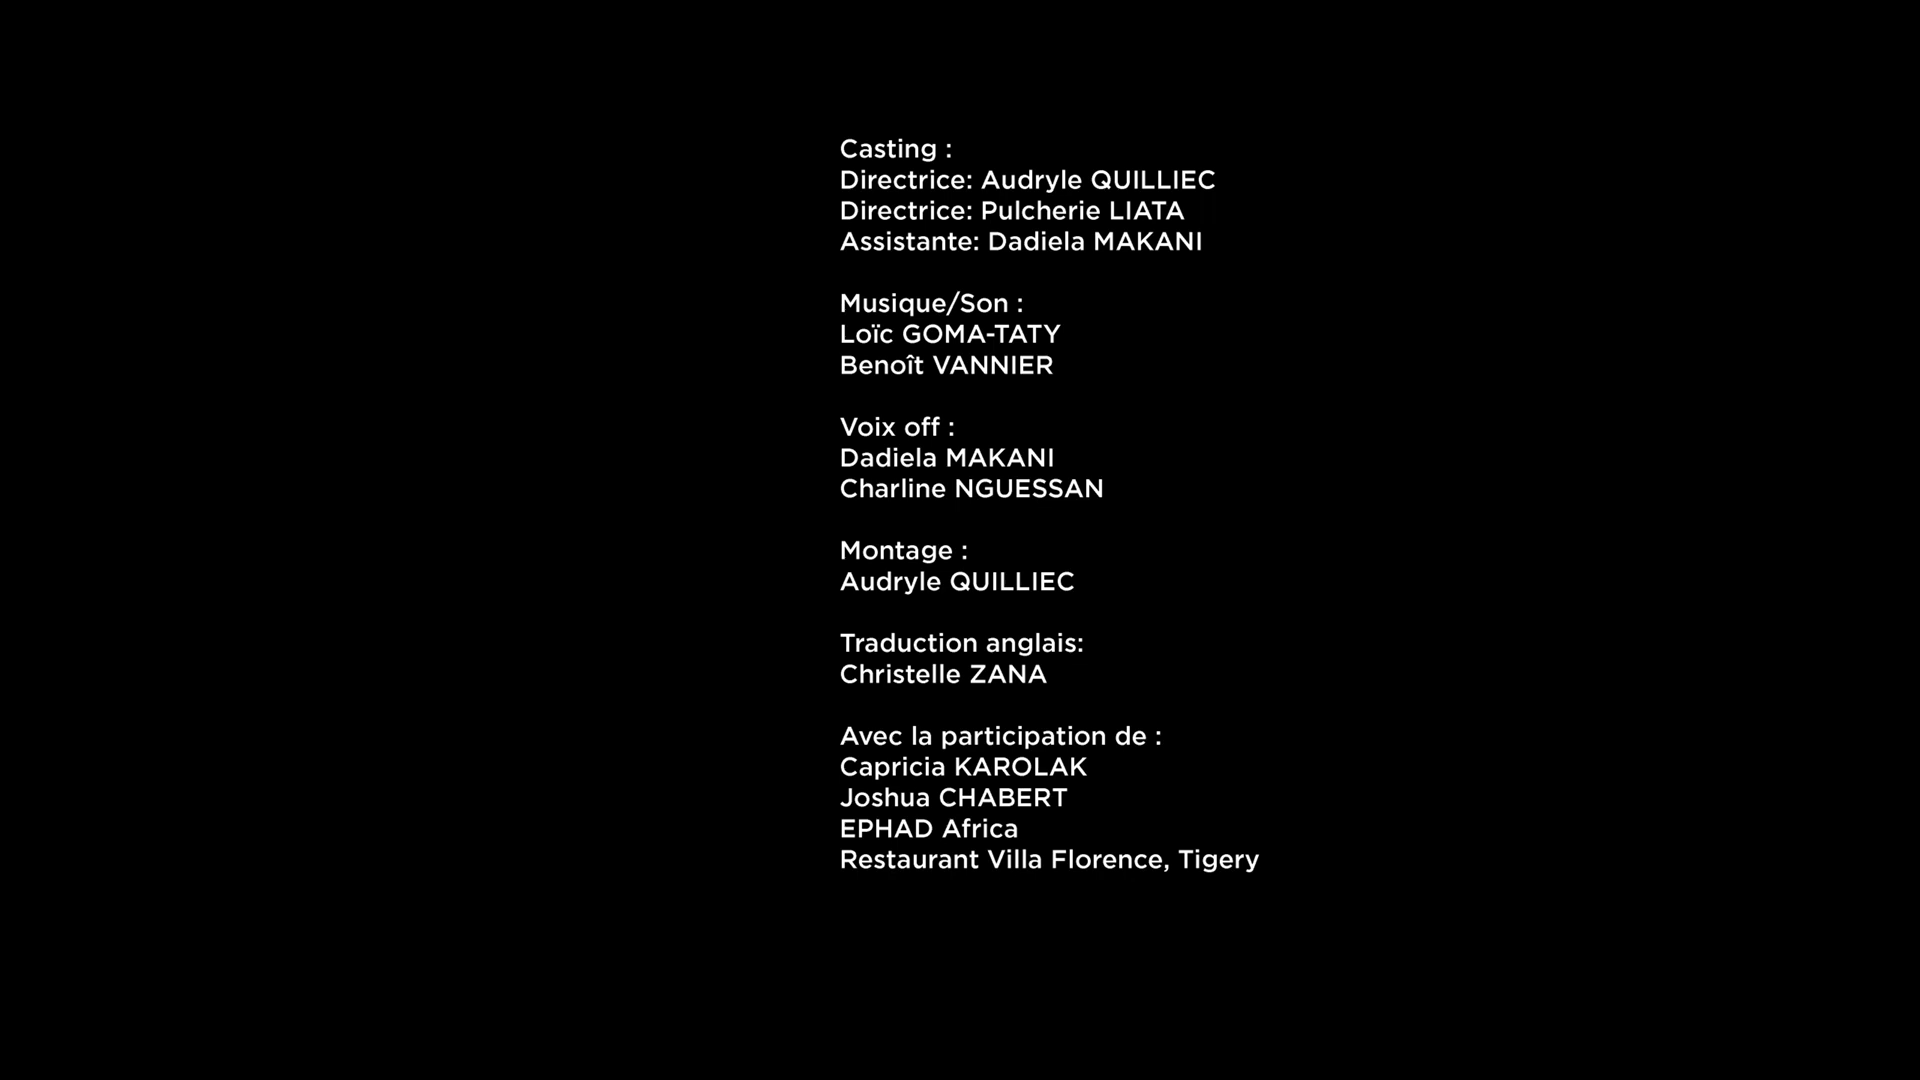 Casting :
Directrice: Audryle QUILLIEC
Directrice: Pulcherie LIATA
Assistante: Dadiela MAKANI
Musique/Son :
Loïc GOMA-TATY
Benoît VANNIER
Voix off :
Dadiela MAKANI
Charline NGUESSAN
Montage :
Audryle QUILLIEC
Traduction anglais:
Christelle ZANA
Avec la participation de :
Capricia KAROLAK
Joshua CHABERT
EPHAD Africa
Restaurant Villa Florence, Tigery